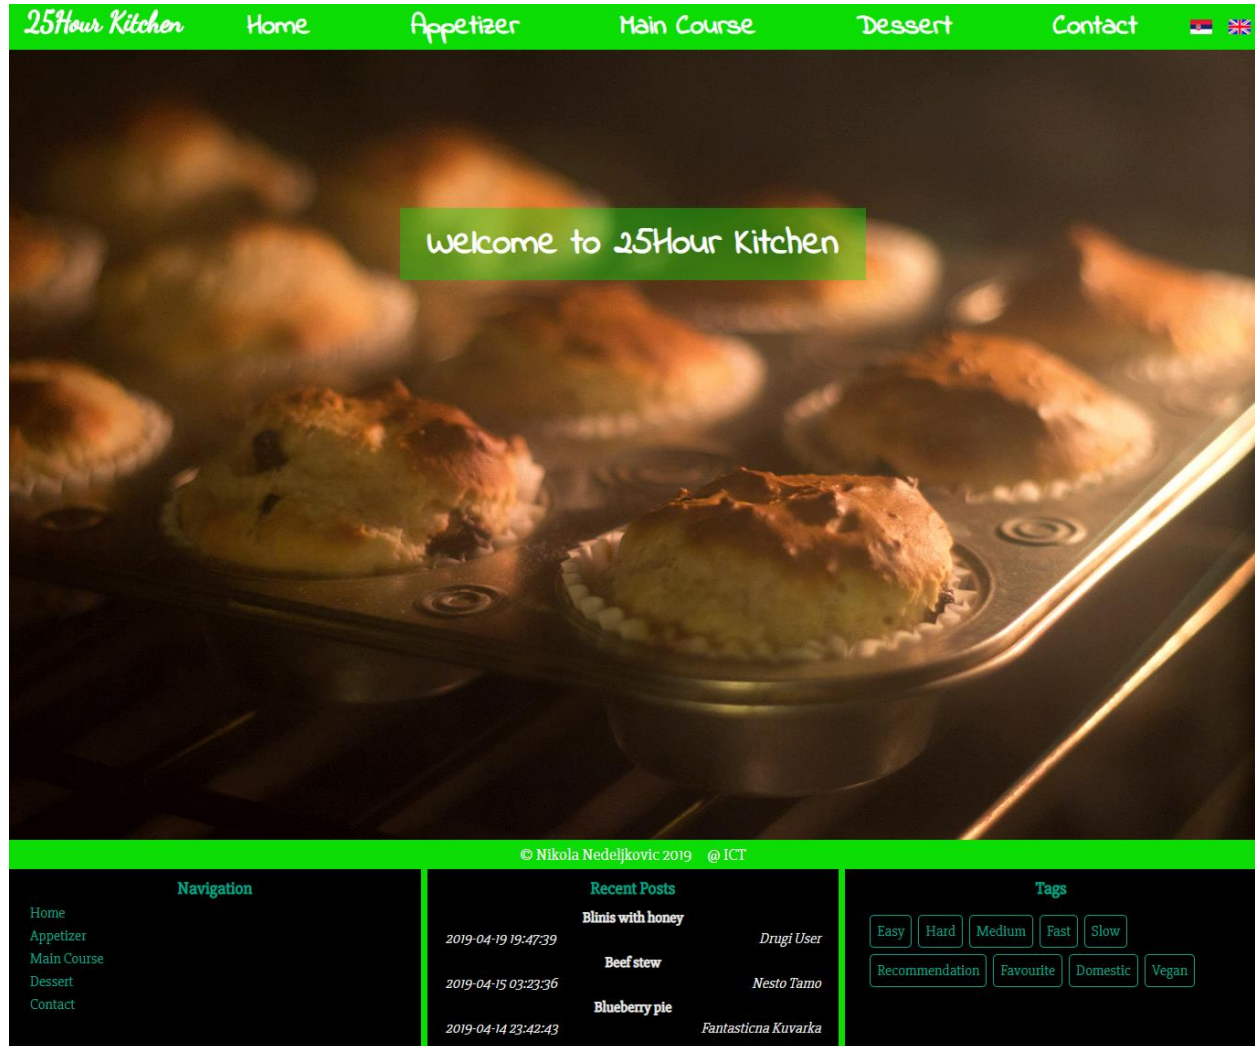 25Hour Kitchen Home Appetizer Main Course Dessert Contact
Welcome to 25Hour Kitchen
© Nikola Nedeljkovic 2019 @ ICT
Navigation
Home
Appetizer
Main Course
Dessert
Contact
Recent Posts
Blinis with honey
2019-04-19 19:47:39 Drugi User
Beef stew
2019-04-15 03:23:36 Nesto Tamo
Blueberry pie
2019-04-14 23:42:43 Fantasticna Kuvarka
Tags
Easy Hard Medium Fast Slow
Recommendation Favourite Domestic Vegan